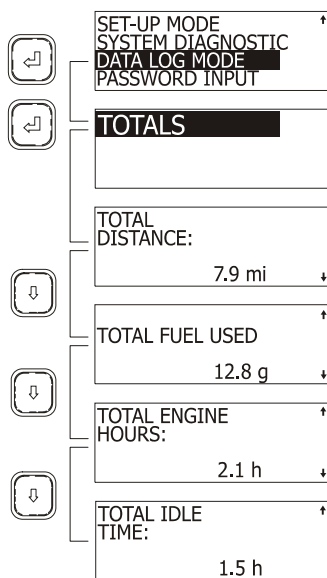 SET-UP MODE
SYSTEM DIAGNOSTIC
DATA LOG MODE
PASSWORD INPUT
TOTALS
TOTAL
DISTANCE:
7.9 mi
TOTAL FUEL USED
12.8 g
TOTAL ENGINE
HOURS:
2.1 h
TOTAL IDLE
TIME:
1.5 h